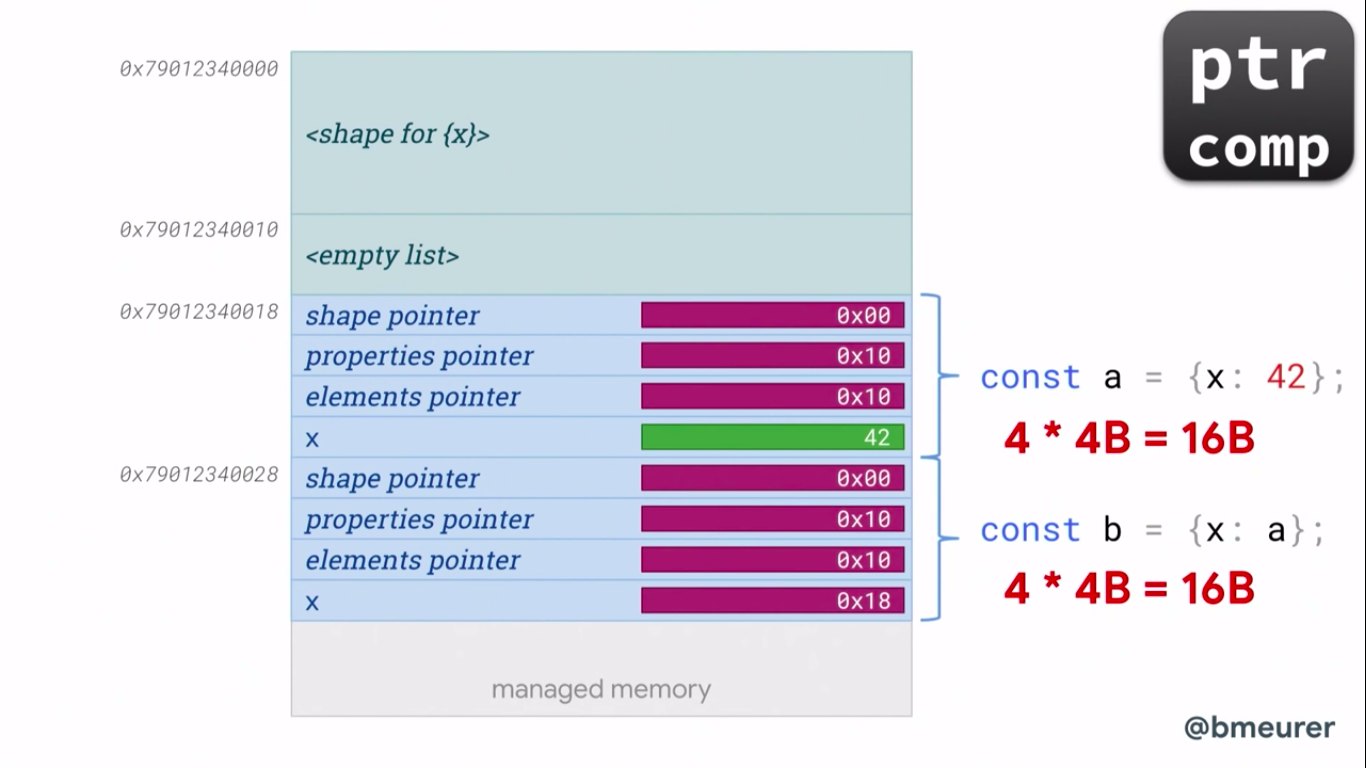 ptr
comp
0x79012340000
<shape for {x}>
0x79012340010
<empty list>
0x79012340018
shape pointer 0x00
properties pointer 0x10
elements pointer 0x10
x 42
const a = {x: 42};
4 * 4B = 16B
0x79012340028
shape pointer 0x00
properties pointer 0x10
elements pointer 0x10
x 0x18
const b = {x: a};
4 * 4B = 16B
managed memory
@bmeurer